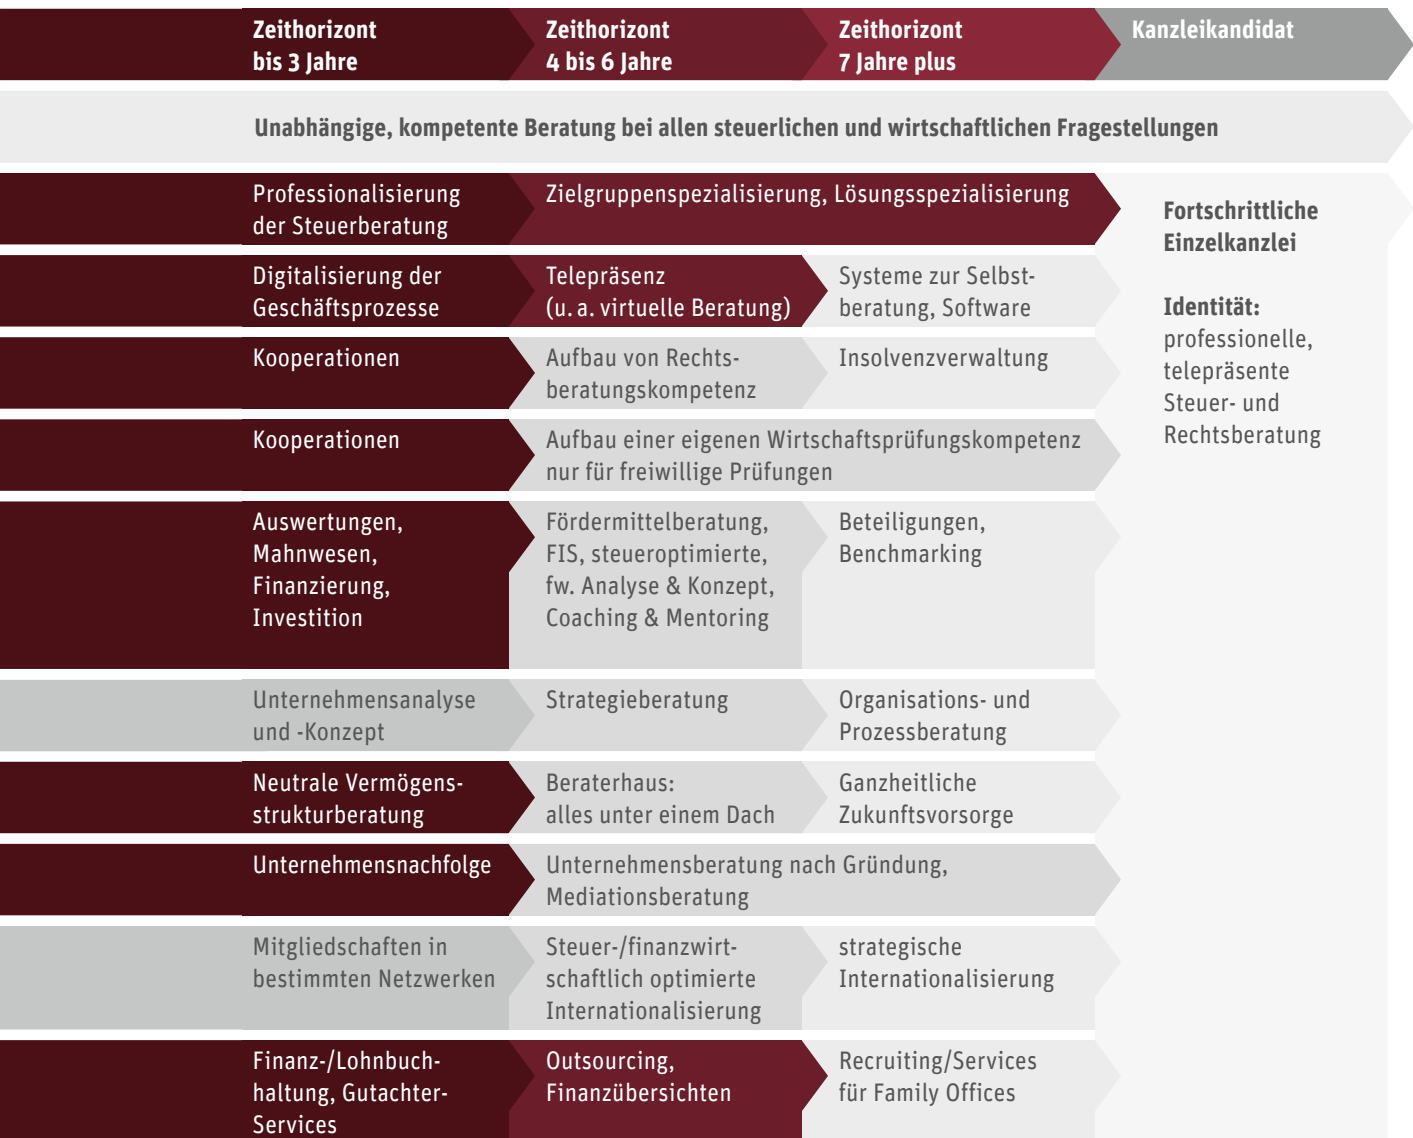 Zeithorizont
bis 3 Jahre
Zeithorizont
4 bis 6 Jahre
Zeithorizont
7 Jahre plus
Kanzleikandidat
Unabhängige, kompetente Beratung bei allen steuerlichen und wirtschaftlichen Fragestellungen
Professionalisierung
der Steuerberatung
Zielgruppenspezialisierung, Lösungsspezialisierung
Digitalisierung der
Geschäftsprozesse
Telepräsenz
(u. a. virtuelle Beratung)
Systeme zur Selbst-
beratung, Software
Kooperationen
Aufbau von Rechts-
beratungskompetenz
Insolvenzverwaltung
Kooperationen
Aufbau einer eigenen Wirtschaftsprüfungskompetenz
nur für freiwillige Prüfungen
Auswertungen,
Mahnwesen,
Finanzierung,
Investition
Fördermittelberatung,
FIS, steueroptimierte,
fw. Analyse & Konzept,
Coaching & Mentoring
Beteiligungen,
Benchmarking
Unternehmensanalyse
und -Konzept
Strategieberatung
Organisations- und
Prozessberatung
Neutrale Vermögens-
strukturberatung
Beraterhaus:
alles unter einem Dach
Ganzheitliche
Zukunftsvorsorge
Unternehmensnachfolge
Unternehmensberatung nach Gründung,
Mediationsberatung
Mitgliedschaften in
bestimmten Netzwerken
Steuer-/finanzwirt-
schaftlich optimierte
Internationalisierung
strategische
Internationalisierung
Finanz-/Lohnbuch-
haltung, Gutachter-
Services
Outsourcing,
Finanzübersichten
Recruiting/Services
für Family Offices
Fortschrittliche
Einzelkanzlei
Identität:
professionelle,
telepräsente
Steuer- und
Rechtsberatung